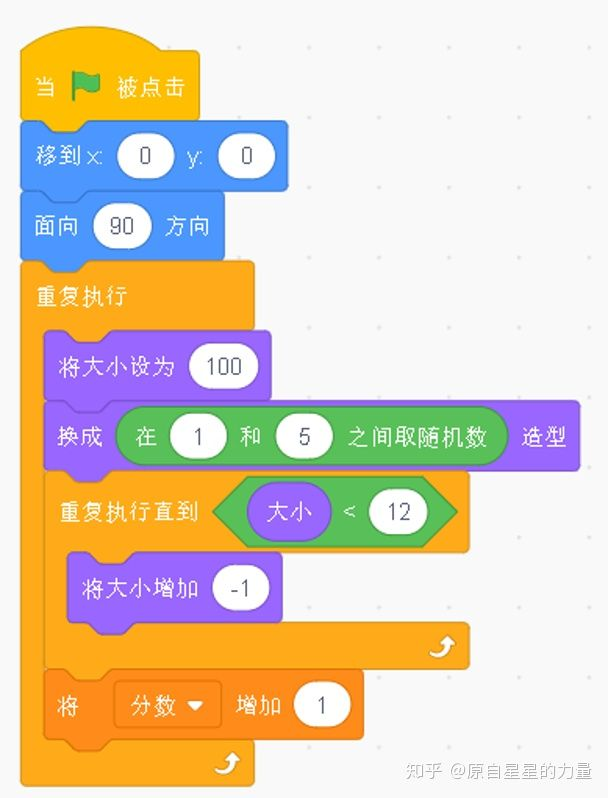 当 被点击
移到 x: 0 y: 0
面向 90 方向
重复执行
将大小设为 100
换成 在 1 和 5 之间取随机数 造型
重复执行直到 大小 < 12
将大小增加 -1
将 分数 增加 1
知乎 @原自星星的力量